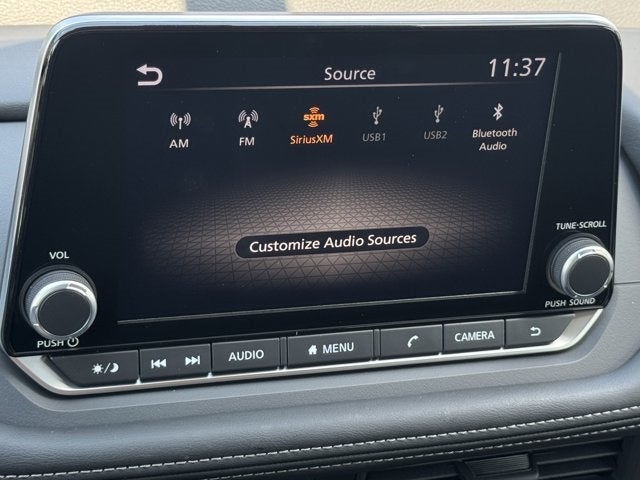 Source
11:37
AM
FM
sxm
SiriusXM
USB1
USB2
Bluetooth
Audio
Customize Audio Sources
VOL
PUSH
TUNE·SCROLL
PUSH SOUND
AUDIO
MENU
CAMERA